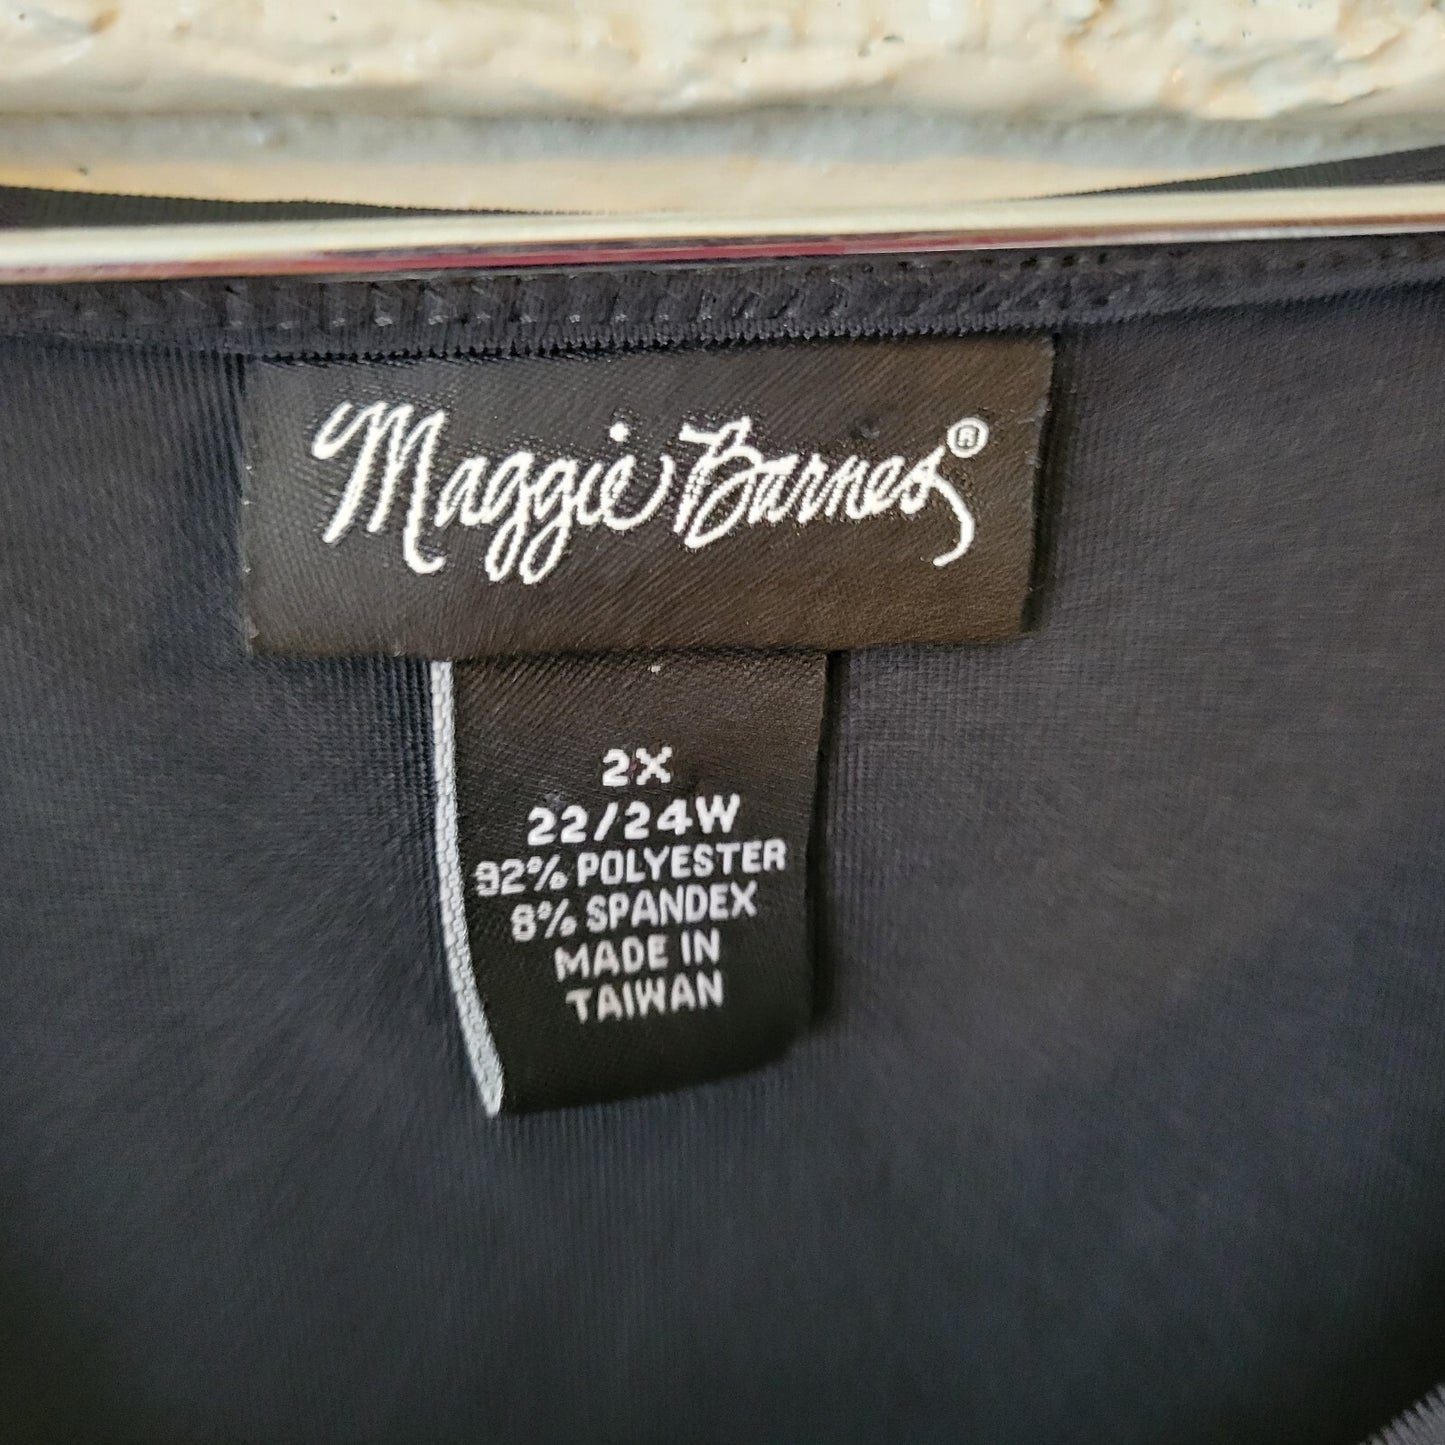 Maggie Barnes®
2X
22/24W
92% POLYESTER
8% SPANDEX
MADE IN
TAIWAN